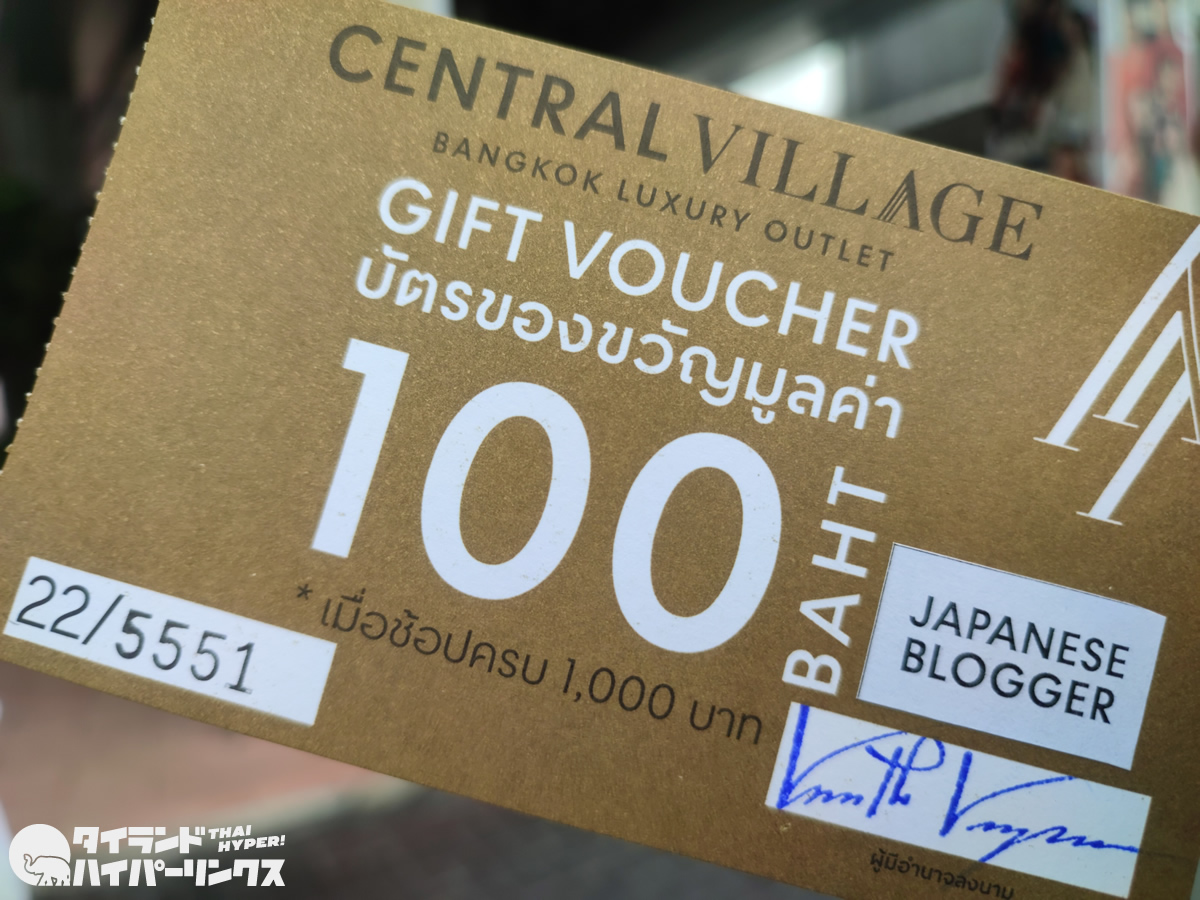 CENTRAL VILLAGE
BANGKOK LUXURY OUTLET
GIFT VOUCHER
บัตรของขวัญมูลค่า
100
BAHT
* เมื่อช้อปครบ 1,000 บาท
22/5551
JAPANESE
BLOGGER
ผู้มีอำนาจลงนาม
タイランド THAI
HYPER!
ハイパーリンクス